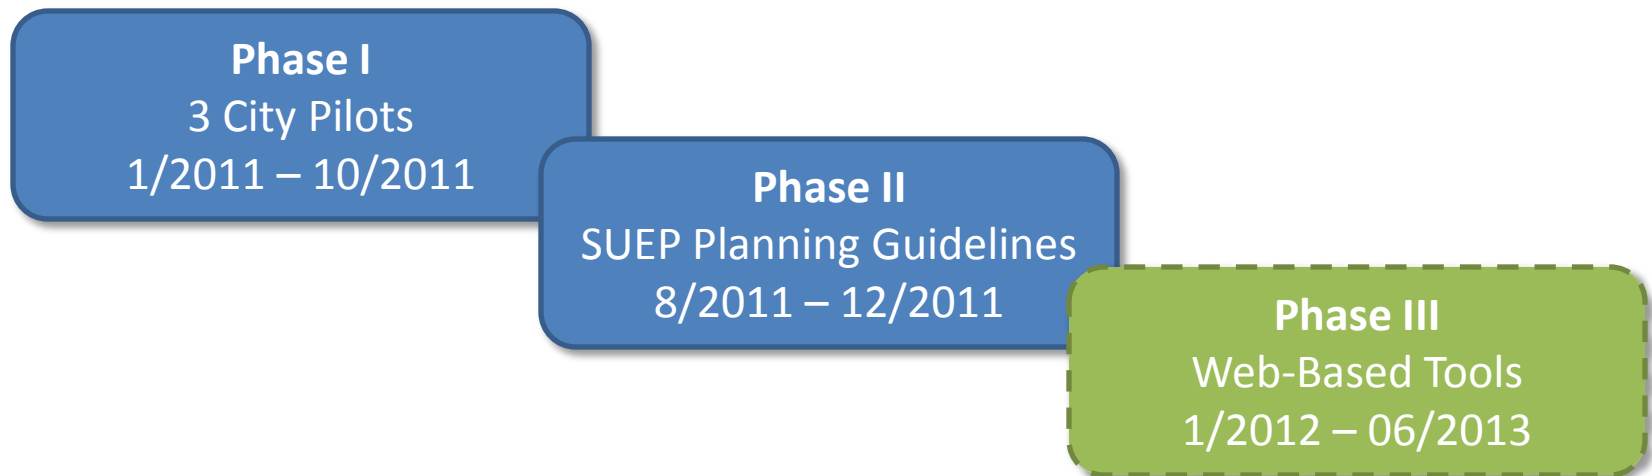 Phase I
3 City Pilots
1/2011 – 10/2011
Phase II
SUEP Planning Guidelines
8/2011 – 12/2011
Phase III
Web-Based Tools
1/2012 – 06/2013